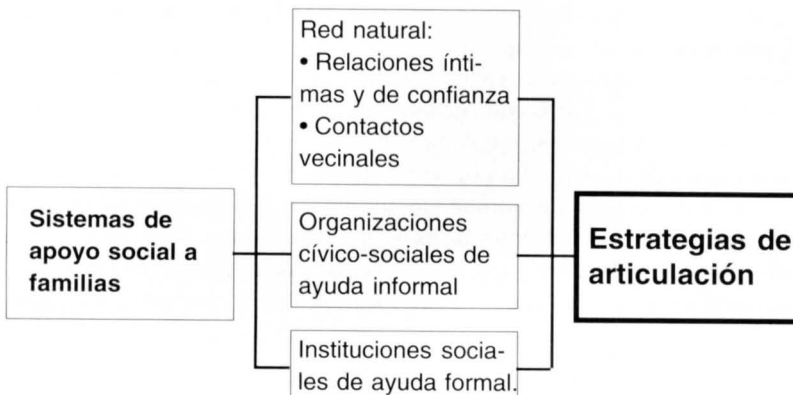 Red natural:
• Relaciones ínti-
mas y de confianza
• Contactos
vecinales
Sistemas de
apoyo social a
familias
Organizaciones
cívico-sociales de
ayuda informal
Estrategias de
articulación
Instituciones socia-
les de ayuda formal.